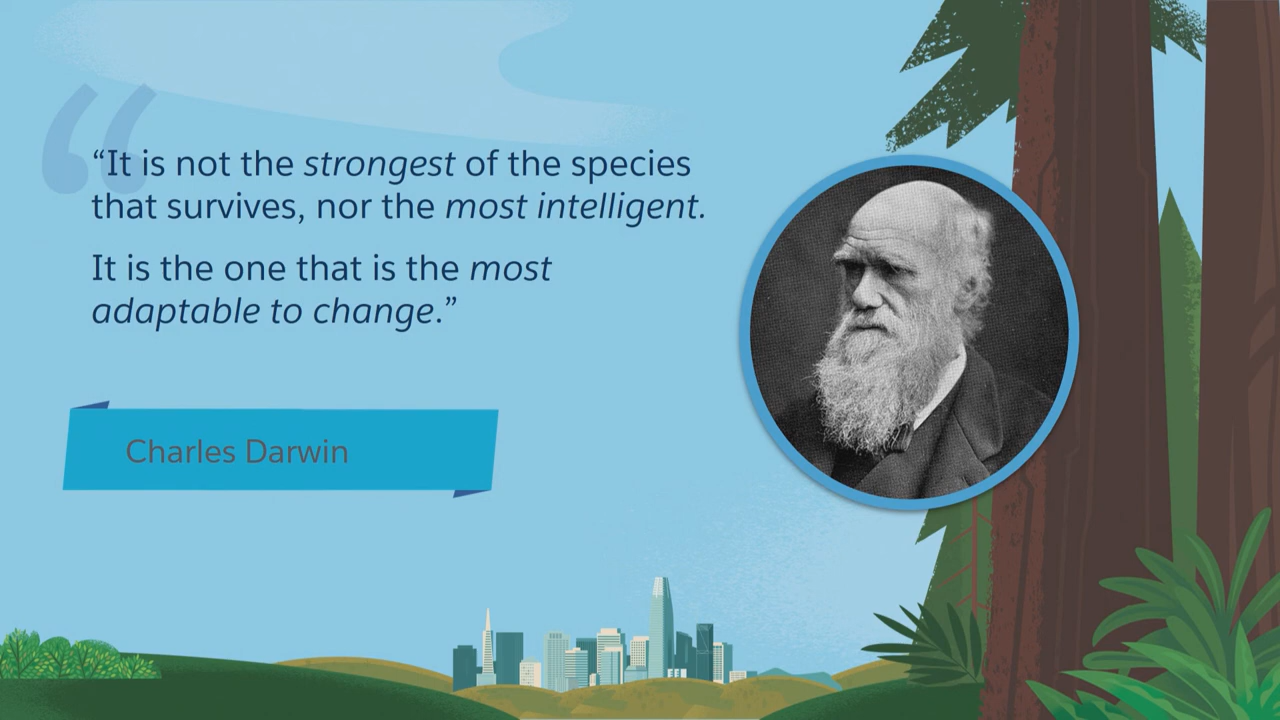 “It is not the strongest of the species
that survives, nor the most intelligent.
It is the one that is the most
adaptable to change.”
Charles Darwin